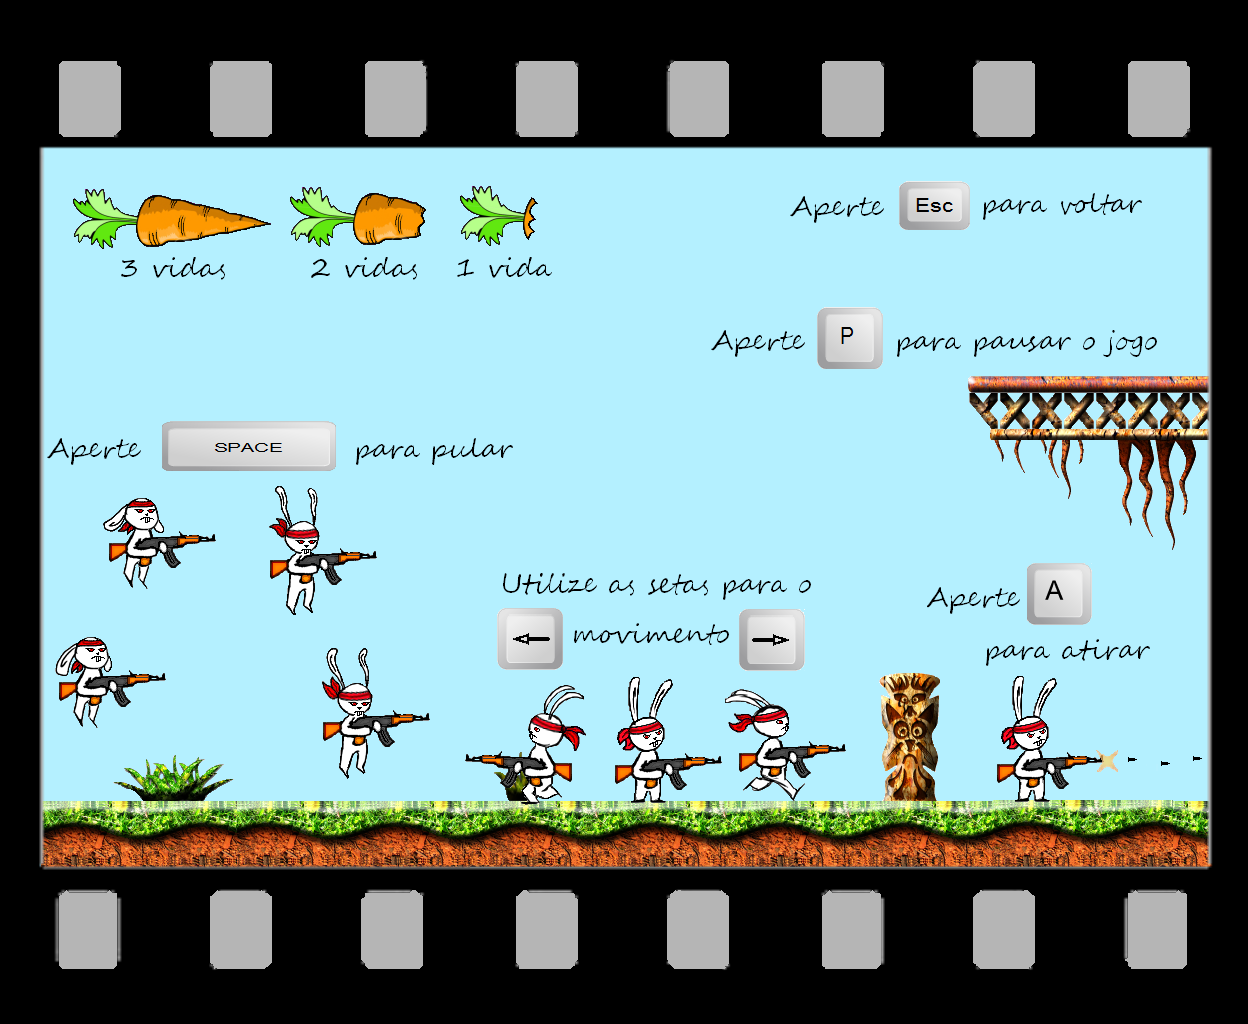 3 vidas
2 vidas
1 vida
Aperte Esc para voltar
Aperte P para pausar o jogo
Aperte SPACE para pular
Utilize as setas para o
movimento
Aperte A
para atirar